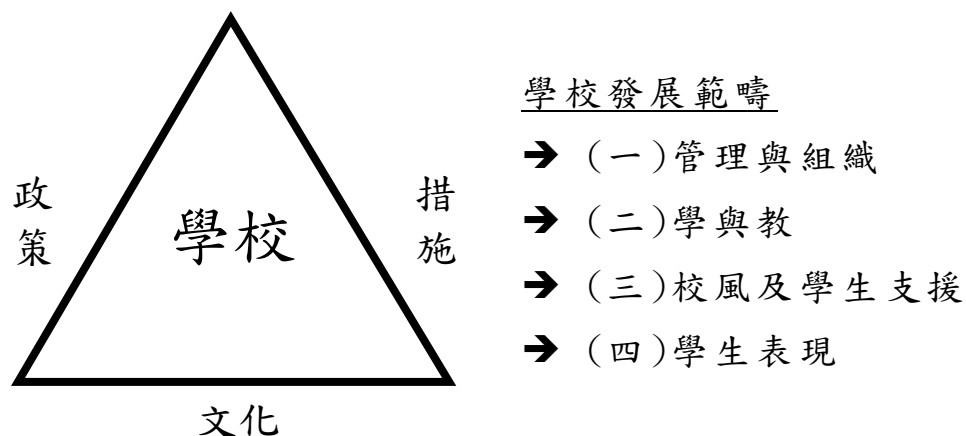 政策
學校
措施
文化
學校發展範疇
➔ (一)管理與組織
➔ (二)學與教
➔ (三)校風及學生支援
➔ (四)學生表現